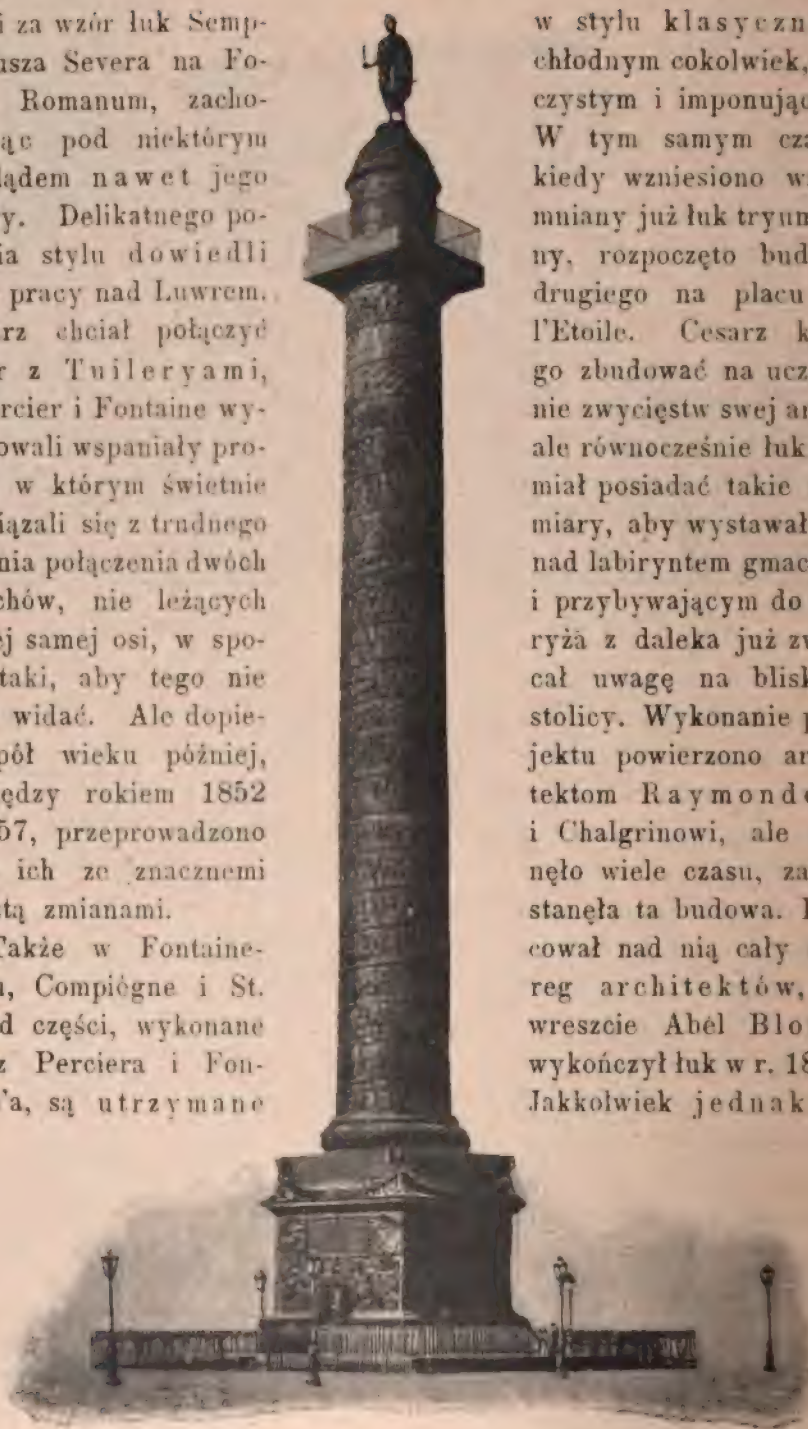 i za wzór łuk Semp-
usza Severa na Fo-
Romanum, zacho-
ąc pod niektórym
lądem nawet jego
y. Delikatnego po-
ia stylu dowiedli
pracy nad Luwrem.
rz chciał połączyć
r z Tuileryami,
rcier i Fontaine wy-
owali wspaniały pro-
w którym świetnie
iązali się z trudnego
nia połączenia dwóch
chów, nie leżących
ej samej osi, w spo-
taki, aby tego nie
widać. Ale dopie-
pół wieku później,
ędzy rokiem 1852
57, przeprowadzono
ich ze znacznemi
tą zmianami.
Także w Fontaine-
u, Compiégne i St.
d części, wykonane
z Perciera i Fon-
'a, są utrzymane
w stylu klasyczn
chłodnym cokolwiek,
czystym i imponując
W tym samym cza
kiedy wzniesiono w
mniany już łuk tryum
ny, rozpoczęto bud
drugiego na placu
l'Etoile. Cesarz k
go zbudować na ucz
nie zwycięstw swej ar
ale równocześnie łuk
miał posiadać takie
miary, aby wystawał
nad labiryntem gmac
i przybywającym do
ryża z daleka już zv
cał uwagę na blisk
stolicy. Wykonanie p
jektu powierzono ar
tektom Raymondo
i Chalgrinowi, ale
nęło wiele czasu, za
stanęła ta budowa.
cował nad nią cały
reg architektów,
wreszcie Abel Blo
wykończył łuk w r. 18
Jakkolwiek jednak